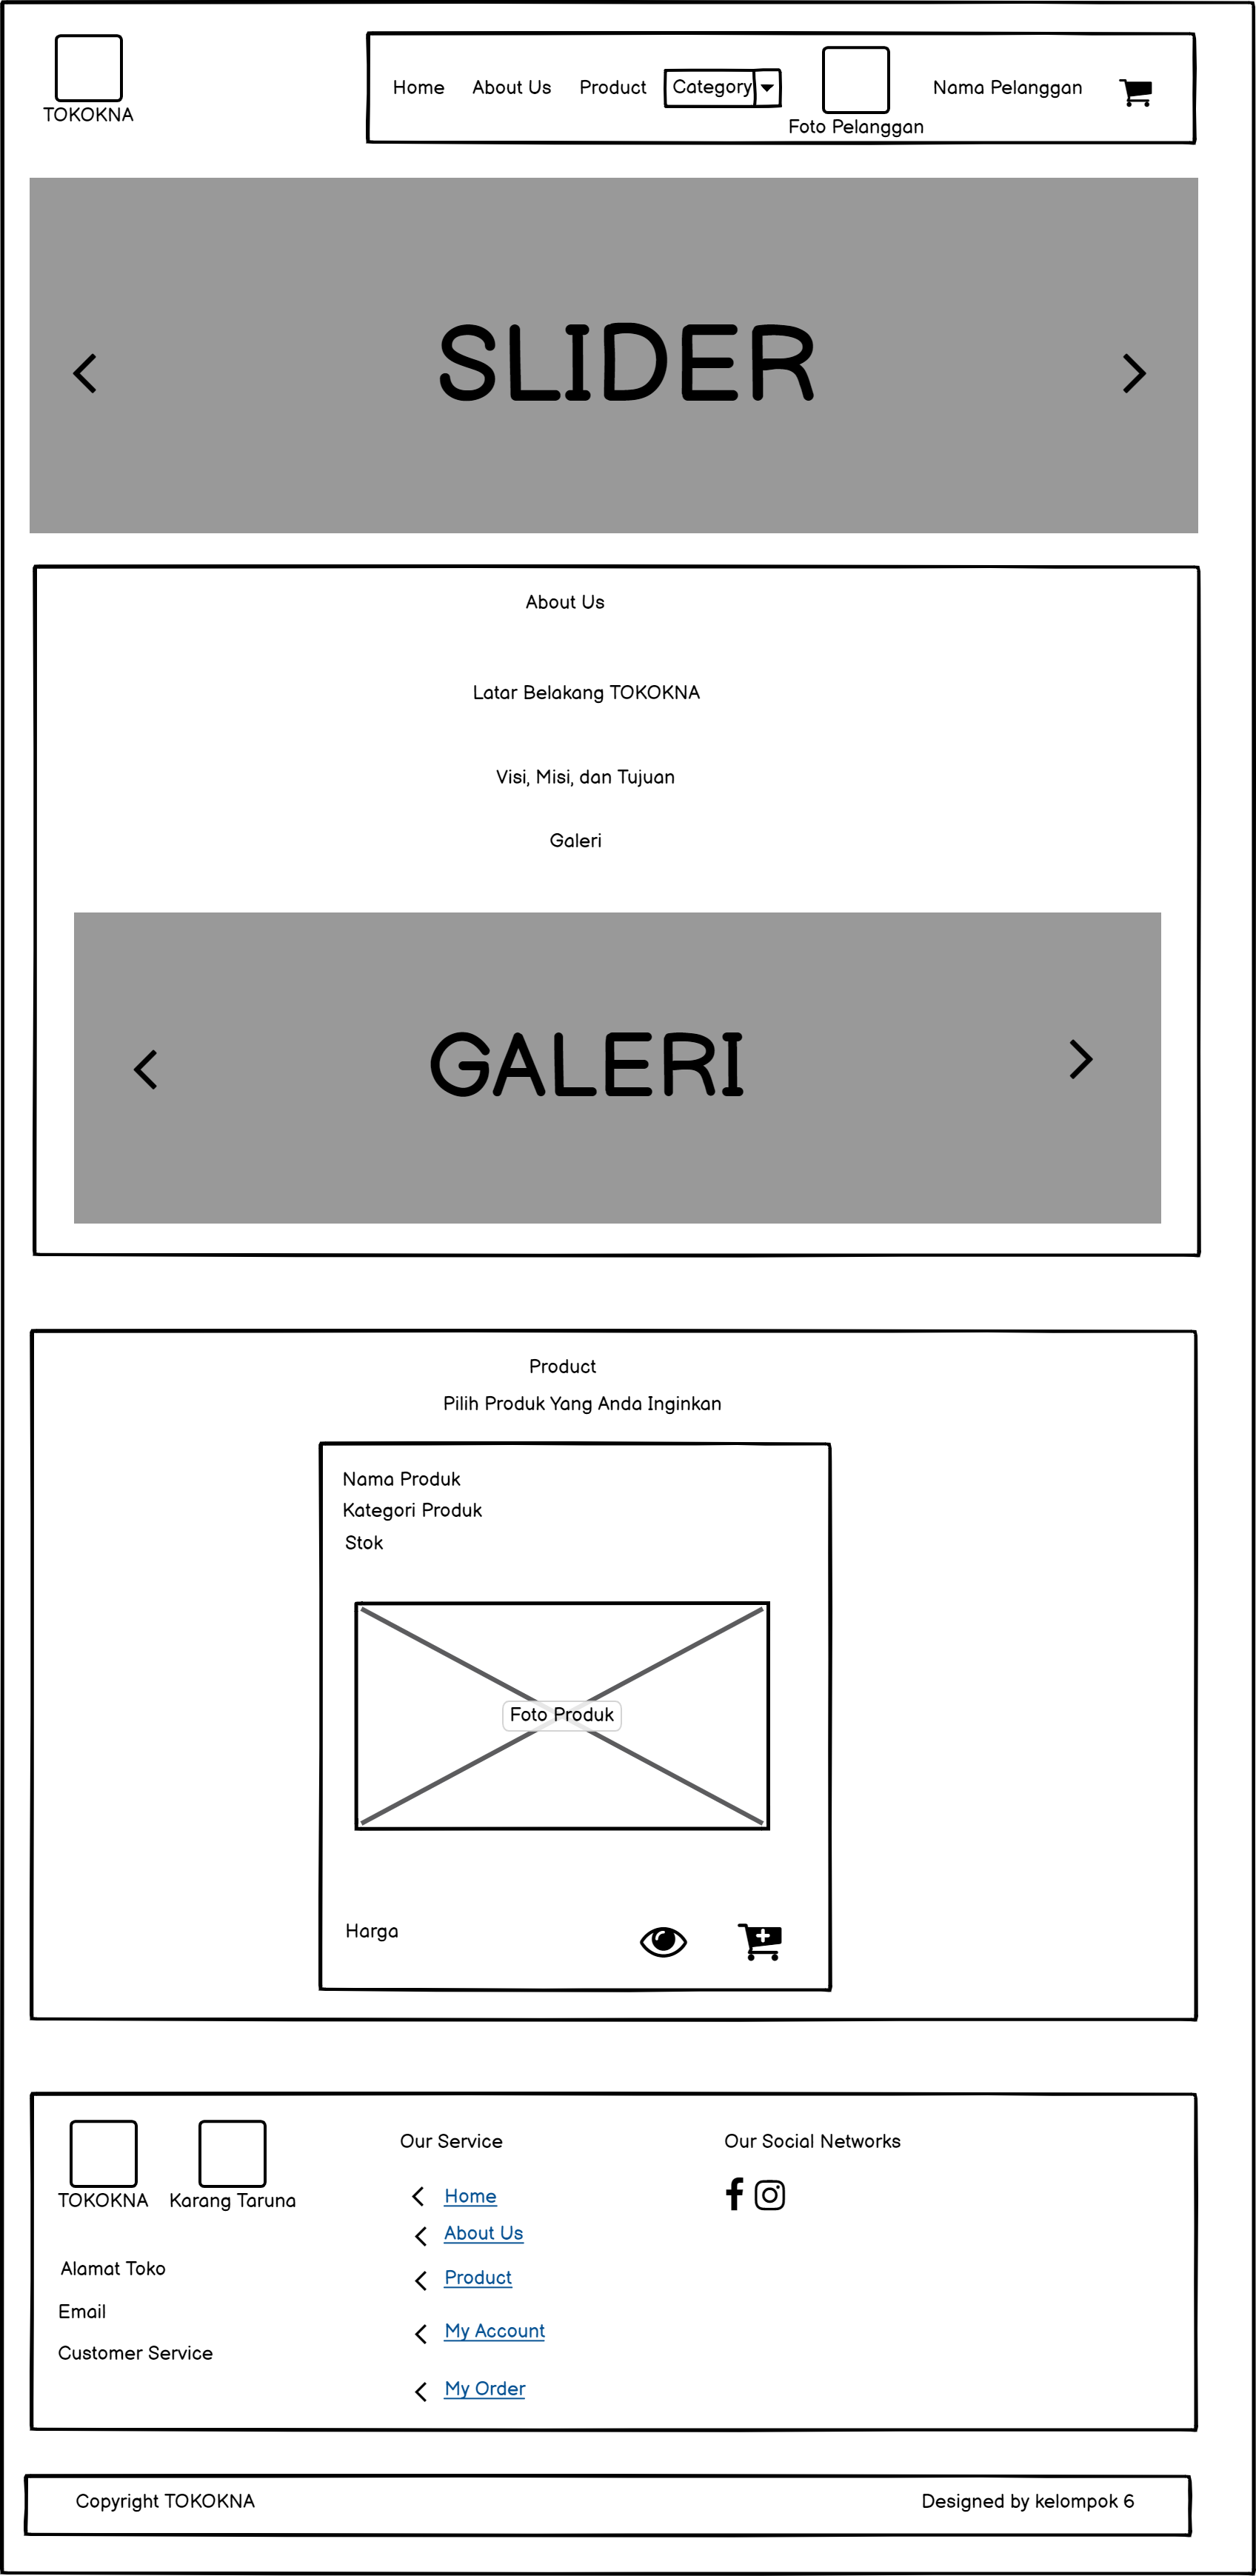 TOKOKNA
Home About Us Product Category Nama Pelanggan
Foto Pelanggan
SLIDER
About Us
Latar Belakang TOKOKNA
Visi, Misi, dan Tujuan
Galeri
GALERI
Product
Pilih Produk Yang Anda Inginkan
Nama Produk
Kategori Produk
Stok
Foto Produk
Harga
TOKOKNA Karang Taruna
Alamat Toko
Email
Customer Service
Our Service
Home
About Us
Product
My Account
My Order
Our Social Networks
Copyright TOKOKNA
Designed by kelompok 6